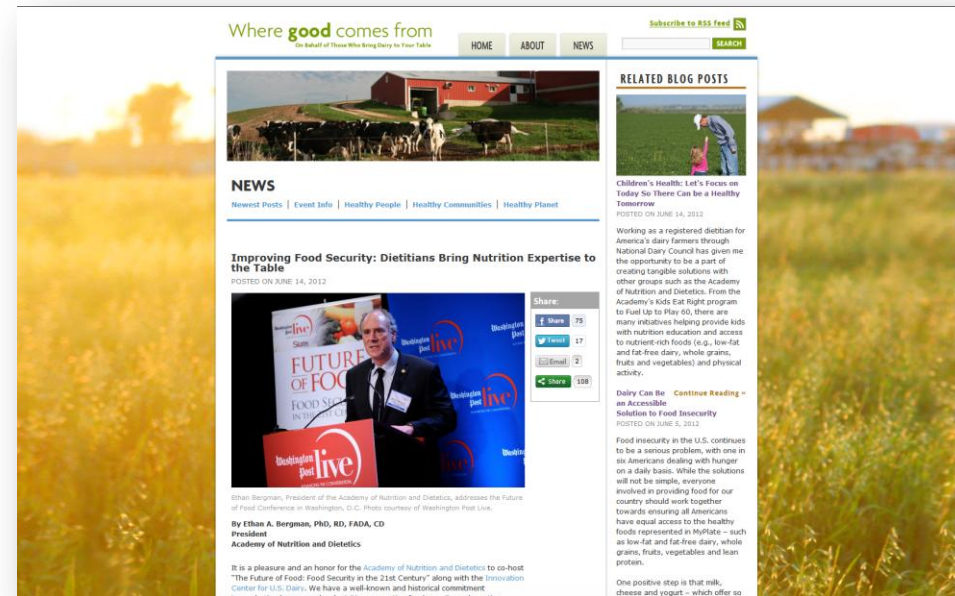 Where good comes from
On Behalf of Those Who Bring Dairy to Your Table
HOME
ABOUT
NEWS
Subscribe to RSS feed
SEARCH
NEWS
Newest Posts | Event Info | Healthy People | Healthy Communities | Healthy Planet
Improving Food Security: Dietitians Bring Nutrition Expertise to
the Table
POSTED ON JUNE 14, 2012
Washington
Post live
FUTURE
OF FOOD
FOOD SEC
IN THE 21ST CE
Washington
Post live
Washington
Post live
Washington
Post live
Share:
Share 75
Tweet 17
Email 2
Share 108
Ethan Bergman, President of the Academy of Nutrition and Dietetics, addresses the Future
of Food Conference in Washington, D.C. Photo courtesy of Washington Post Live.
By Ethan A. Bergman, PhD, RD, FADA, CD
President
Academy of Nutrition and Dietetics
It is a pleasure and an honor for the Academy of Nutrition and Dietetics to co-host
"The Future of Food: Food Security in the 21st Century" along with the Innovation
Center for U.S. Dairy. We have a well-known and historical commitment
RELATED BLOG POSTS
Children's Health: Let's Focus on
Today So There Can be a Healthy
Tomorrow
POSTED ON JUNE 14, 2012
Working as a registered dietitian for
America's dairy farmers through
National Dairy Council has given me
the opportunity to be a part of
creating tangible solutions with
other groups such as the Academy
of Nutrition and Dietetics. From the
Academy's Kids Eat Right program
to Fuel Up to Play 60, there are
many initiatives helping provide kids
with nutrition education and access
to nutrient-rich foods (e.g., low-fat
and fat-free dairy, whole grains,
fruits and vegetables) and physical
activity.
Continue Reading »
Dairy Can Be
an Accessible
Solution to Food Insecurity
POSTED ON JUNE 5, 2012
Food insecurity in the U.S. continues
to be a serious problem, with one in
six Americans dealing with hunger
on a daily basis. While the solutions
will not be simple, everyone
involved in providing food for our
country should work together
towards ensuring all Americans
have equal access to the healthy
foods represented in MyPlate – such
as low-fat and fat-free dairy, whole
grains, fruits, vegetables and lean
protein.
One positive step is that milk,
cheese and yogurt – which offer so